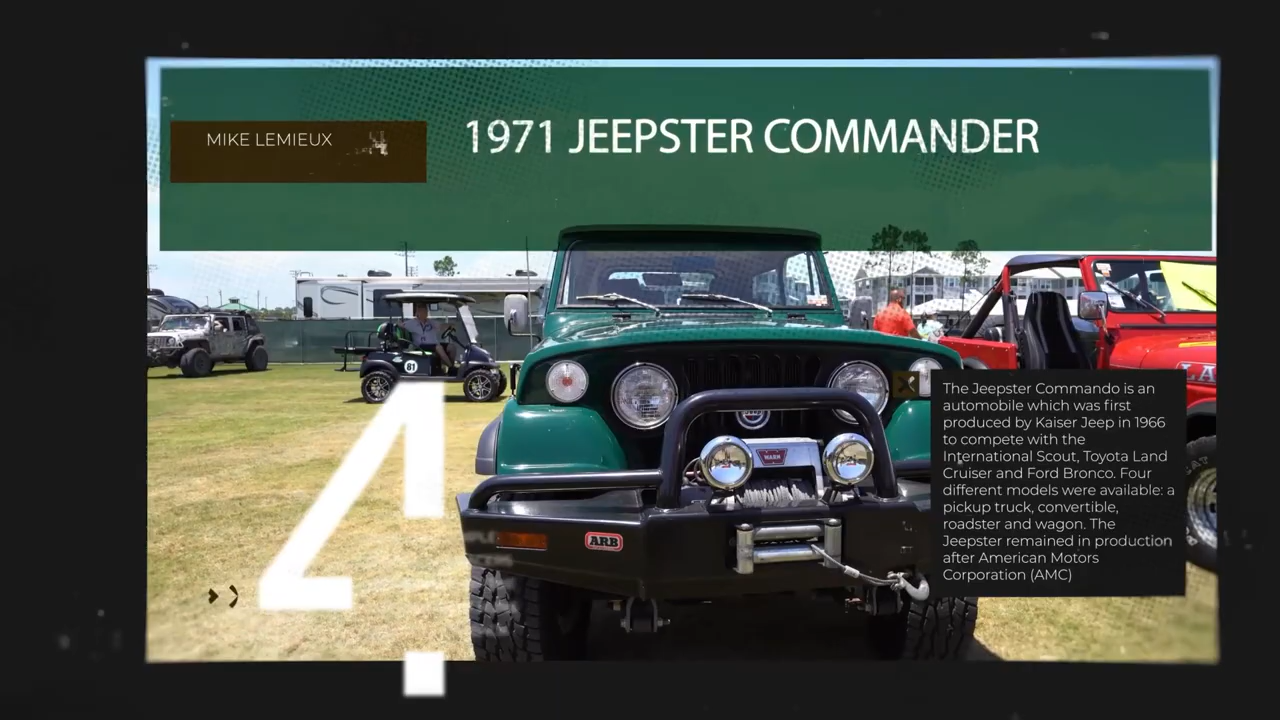 MIKE LEMIEUX
1971 JEEPSTER COMMANDER
81
4
WARN
ARB
The Jeepster Commando is an
automobile which was first
produced by Kaiser Jeep in 1966
to compete with the
International Scout, Toyota Land
Cruiser and Ford Bronco. Four
different models were available: a
pickup truck, convertible,
roadster and wagon. The
Jeepster remained in production
after American Motors
Corporation (AMC)